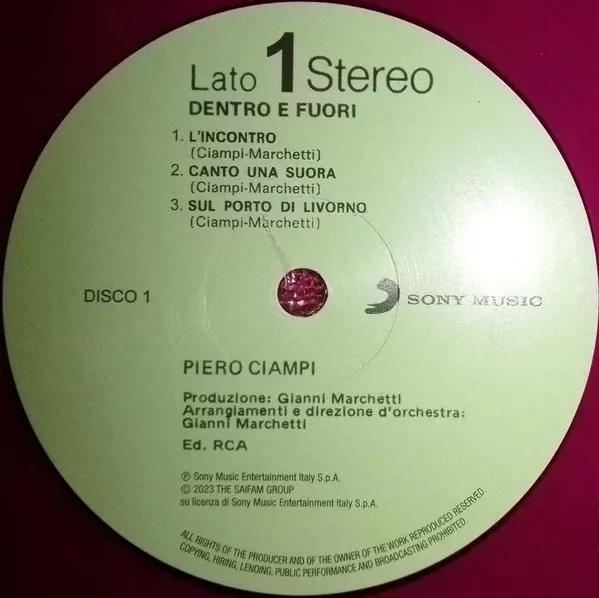 Lato 1 Stereo
DENTRO E FUORI
1. L'INCONTRO
(Ciampi-Marchetti)
2. CANTO UNA SUORA
(Ciampi-Marchetti)
3. SUL PORTO DI LIVORNO
(Ciampi-Marchetti)
DISCO 1
SONY MUSIC
PIERO CIAMPI
Produzione: Gianni Marchetti
Arrangiamenti e direzione d'orchestra:
Gianni Marchetti
Ed. RCA
℗ Sony Music Entertainment Italy S.p.A.
© 2023 THE SAIFAM GROUP
su licenza di Sony Music Entertainment Italy S.p.A.
ALL RIGHTS OF THE PRODUCER AND OF THE OWNER OF THE WORK REPRODUCED RESERVED.
COPYING, HIRING, LENDING, PUBLIC PERFORMANCE AND BROADCASTING PROHIBITED.